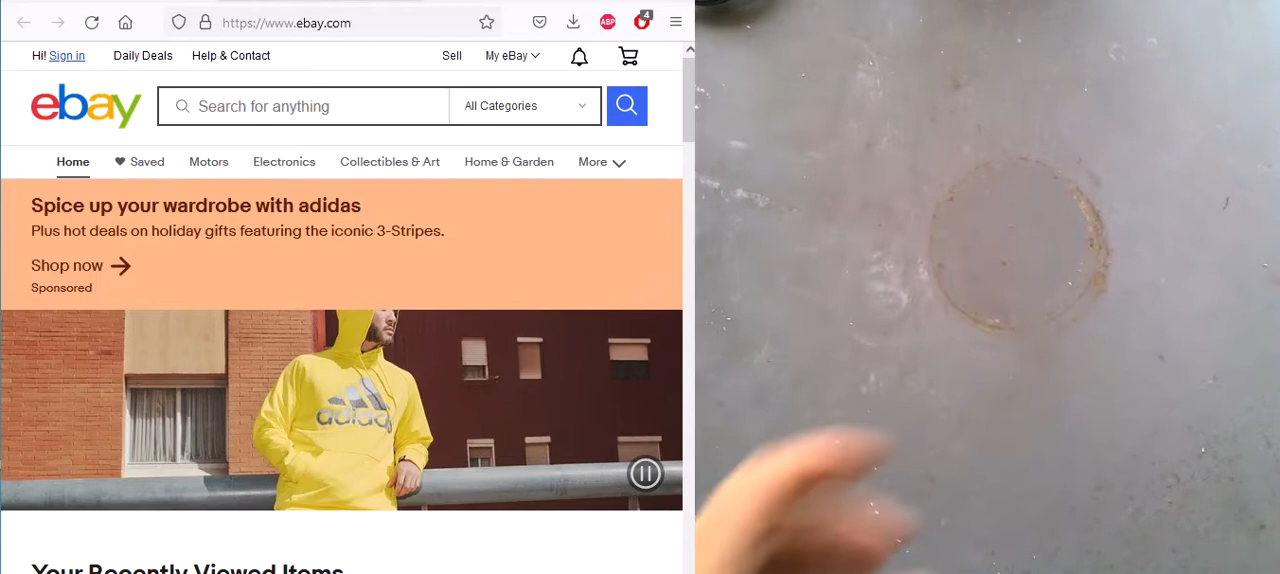 https://www.ebay.com
ABP
4
Hi! Sign in
Daily Deals
Help & Contact
Sell
My eBay
ebay
Search for anything
All Categories
Home
Saved
Motors
Electronics
Collectibles & Art
Home & Garden
More
Spice up your wardrobe with adidas
Plus hot deals on holiday gifts featuring the iconic 3-Stripes.
Shop now
Sponsored
adidas
Your Recently Viewed Items